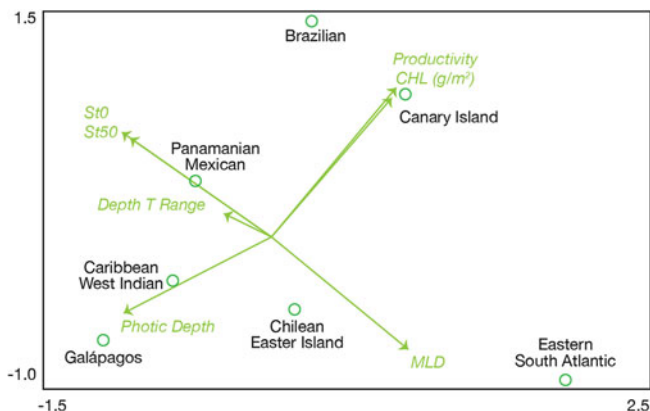 1.5
Brazilian
Productivity
CHL (g/m²)
Canary Island
St0
St50
Panamanian
Mexican
Depth T Range
Caribbean
West Indian
Photic Depth
Galápagos
Chilean
Easter Island
MLD
Eastern
South Atlantic
-1.0
-1.5
2.5